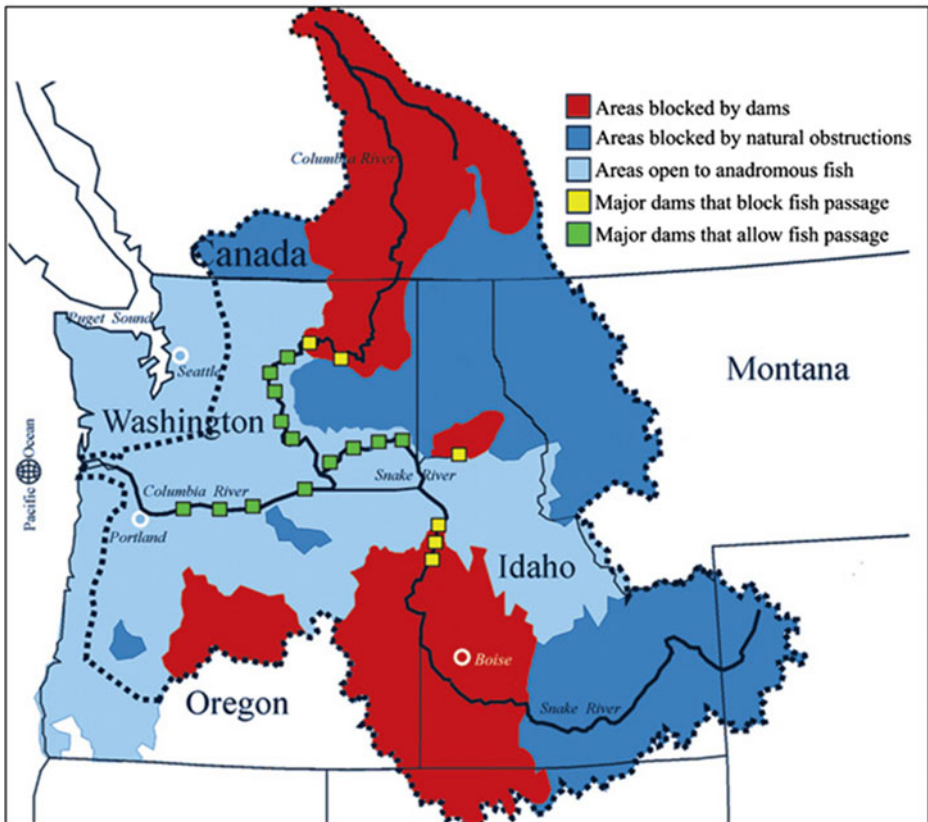 Areas blocked by dams
Areas blocked by natural obstructions
Areas open to anadromous fish
Major dams that block fish passage
Major dams that allow fish passage
Columbia River
Canada
Puget Sound
Seattle
Montana
Washington
Pacific Ocean
Snake River
Columbia River
Portland
Idaho
Boise
Oregon
Snake River